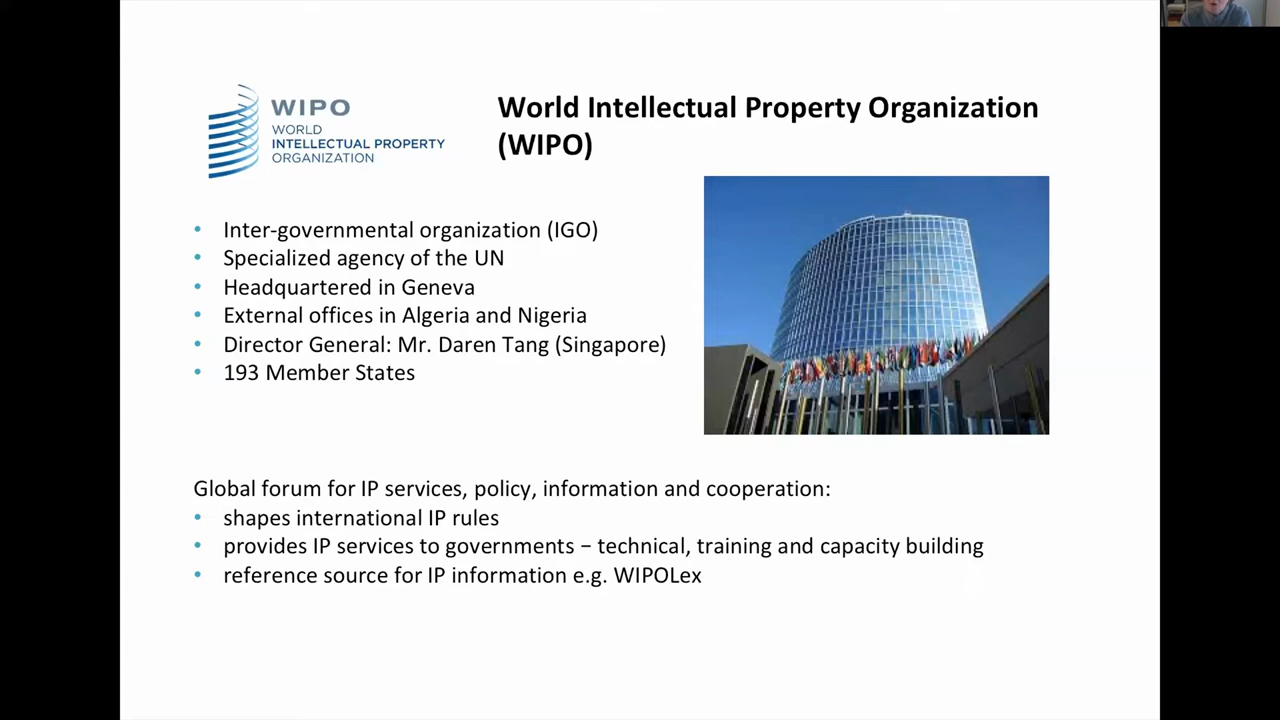 WIPO
WORLD
INTELLECTUAL PROPERTY
ORGANIZATION
World Intellectual Property Organization
(WIPO)
• Inter-governmental organization (IGO)
• Specialized agency of the UN
• Headquartered in Geneva
• External offices in Algeria and Nigeria
• Director General: Mr. Daren Tang (Singapore)
• 193 Member States
Global forum for IP services, policy, information and cooperation:
• shapes international IP rules
• provides IP services to governments – technical, training and capacity building
• reference source for IP information e.g. WIPOLex